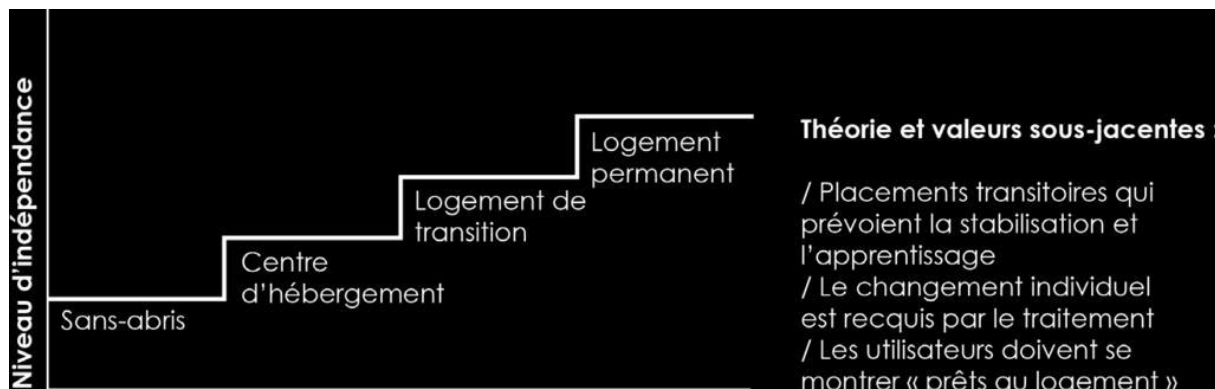 Niveau d'indépendance
Sans-abris
Centre
d'hébergement
Logement de
transition
Logement
permanent
Théorie et valeurs sous-jacentes :
/ Placements transitoires qui
prévoient la stabilisation et
l'apprentissage
/ Le changement individuel
est recquis par le traitement
/ Les utilisateurs doivent se
montrer « prêts au logement »